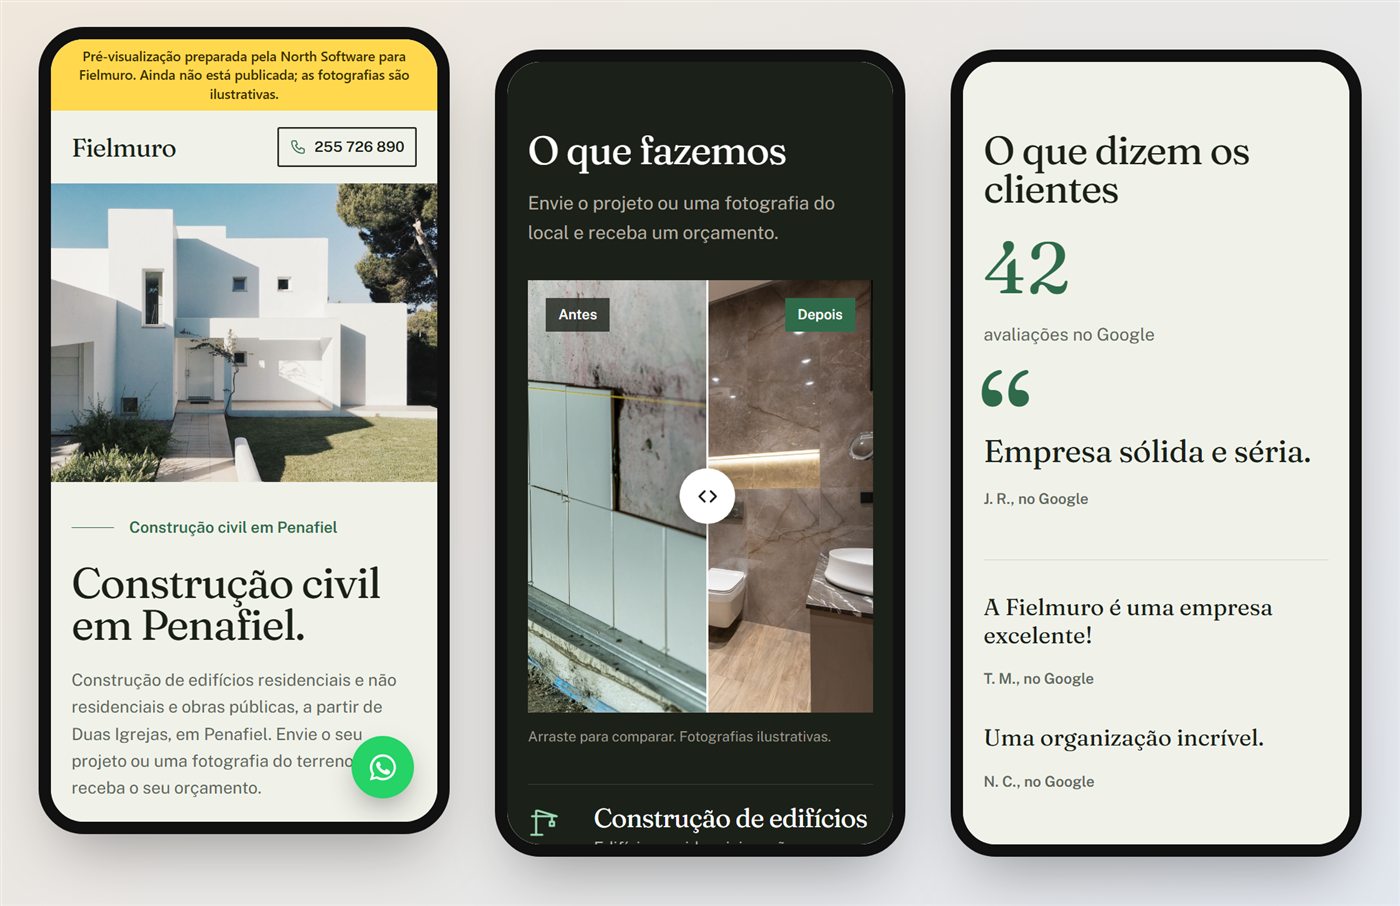 Pré-visualização preparada pela North Software para
Fielmuro. Ainda não está publicada; as fotografias são
ilustrativas.
Fielmuro
255 726 890
Construção civil em Penafiel
Construção civil
em Penafiel.
Construção de edifícios residenciais e não
residenciais e obras públicas, a partir de
Duas Igrejas, em Penafiel. Envie o seu
projeto ou uma fotografia do terreno
receba o seu orçamento.
O que fazemos
Envie o projeto ou uma fotografia do
local e receba um orçamento.
Antes
Depois
Arraste para comparar. Fotografias ilustrativas.
Construção de edifícios
O que dizem os
clientes
42
avaliações no Google
“
Empresa sólida e séria.
J. R., no Google
A Fielmuro é uma empresa
excelente!
T. M., no Google
Uma organização incrível.
N. C., no Google